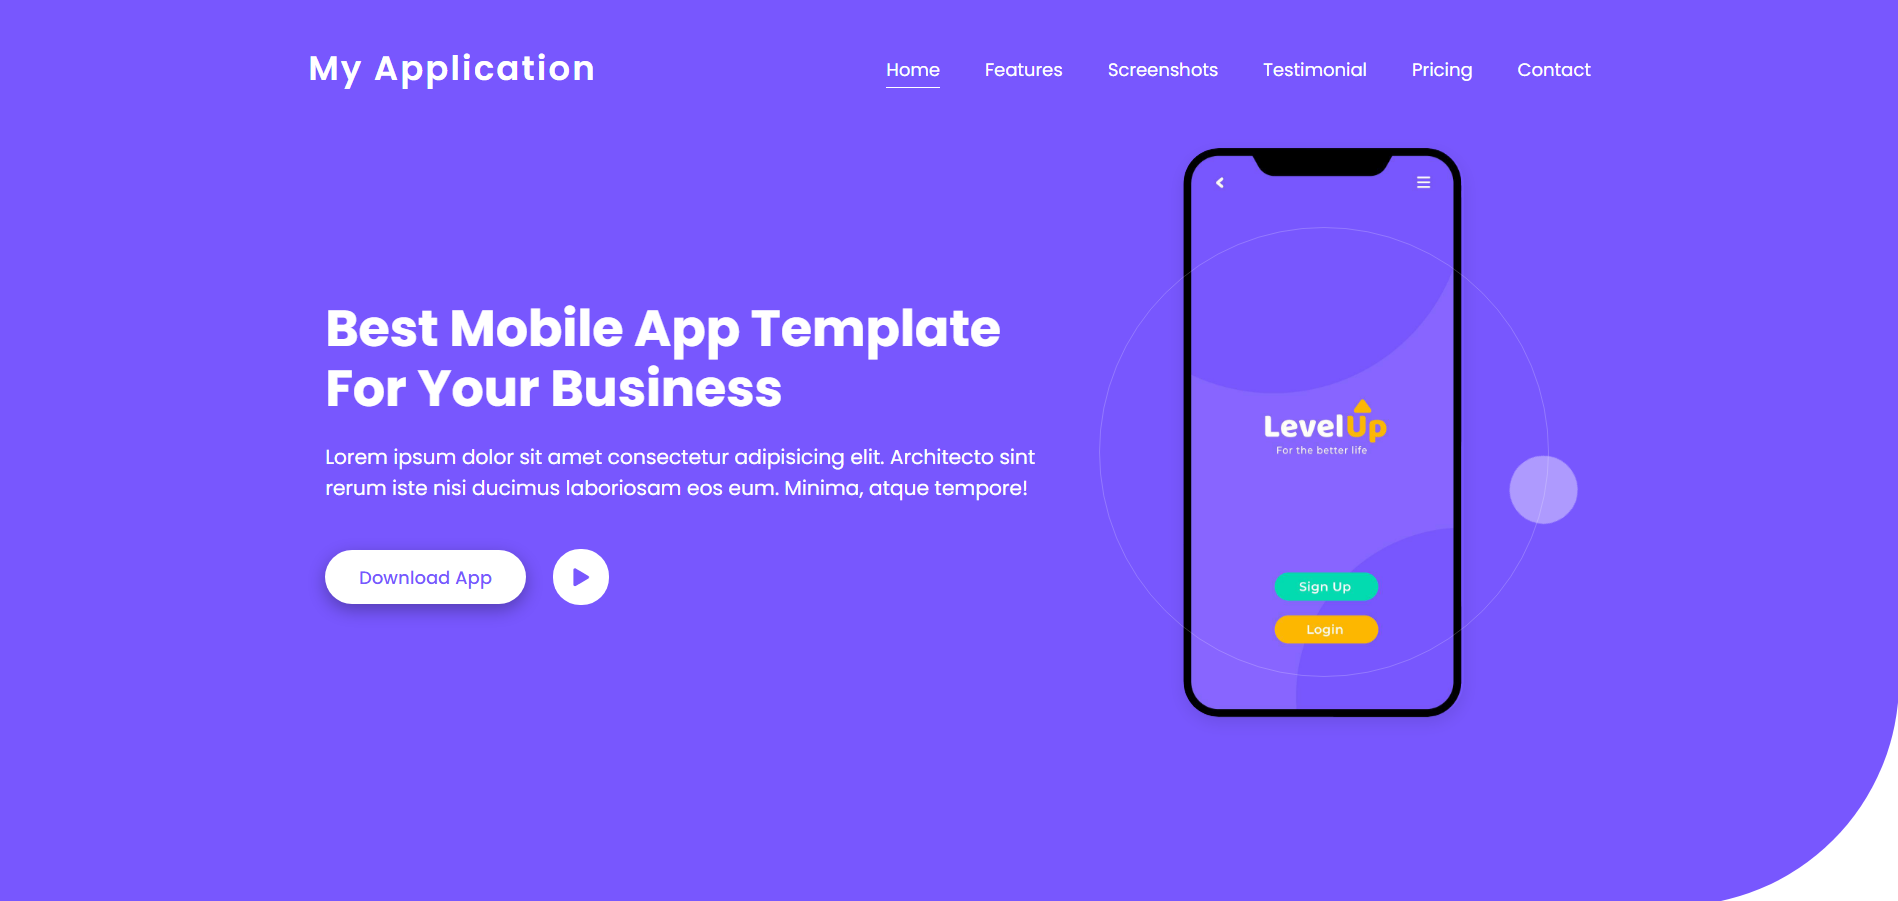 My Application
Home Features Screenshots Testimonial Pricing Contact
Best Mobile App Template
For Your Business
Lorem ipsum dolor sit amet consectetur adipisicing elit. Architecto sint
rerum iste nisi ducimus laboriosam eos eum. Minima, atque tempore!
Download App
LevelUp
For the better life
Sign Up
Login